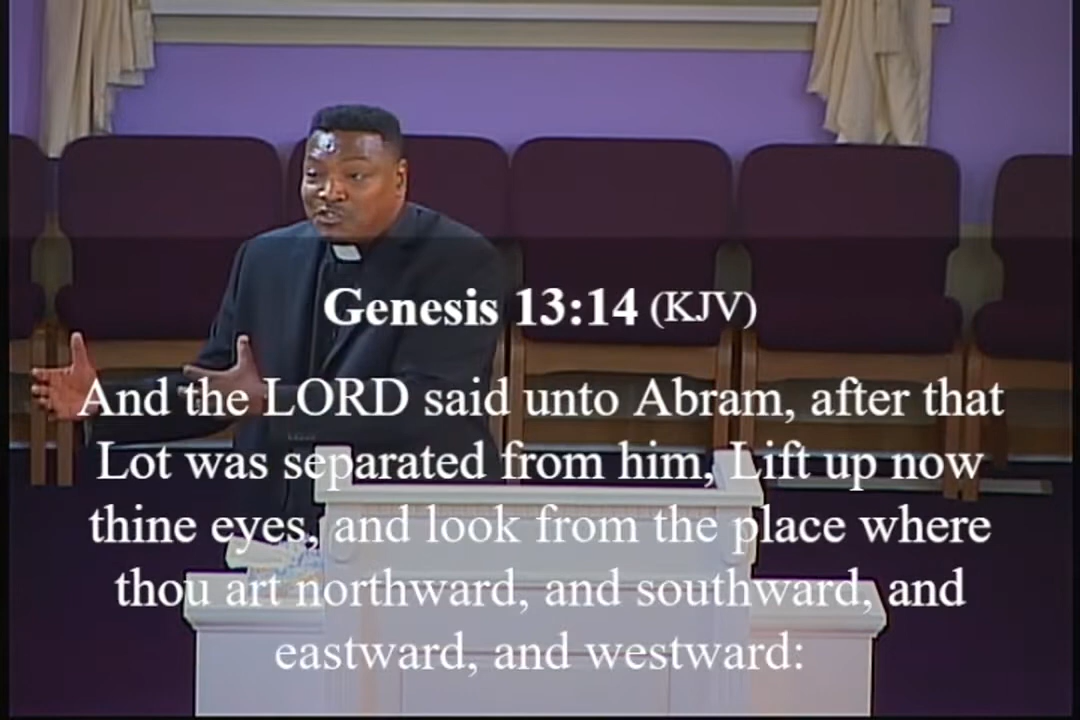 Genesis 13:14 (KJV)
And the LORD said unto Abram, after that
Lot was separated from him, Lift up now
thine eyes, and look from the place where
thou art northward, and southward, and
eastward, and westward: